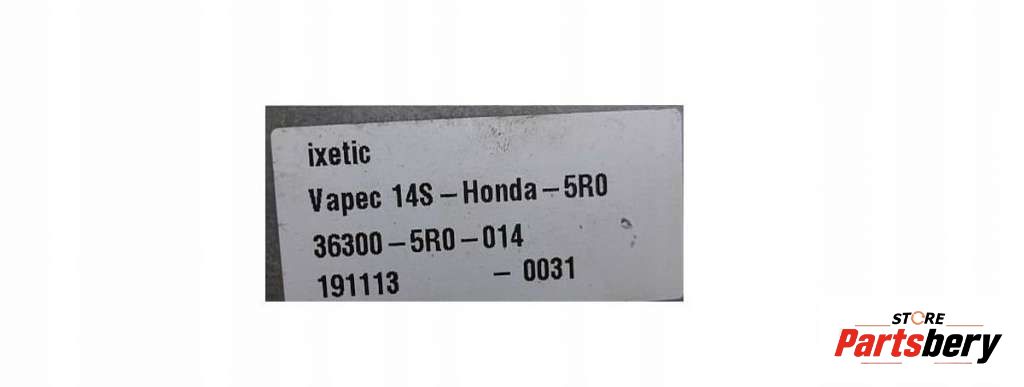 ixetic
Vapec 14S – Honda – 5R0
36300 – 5R0 – 014
191113 – 0031
STORE
Partsbery